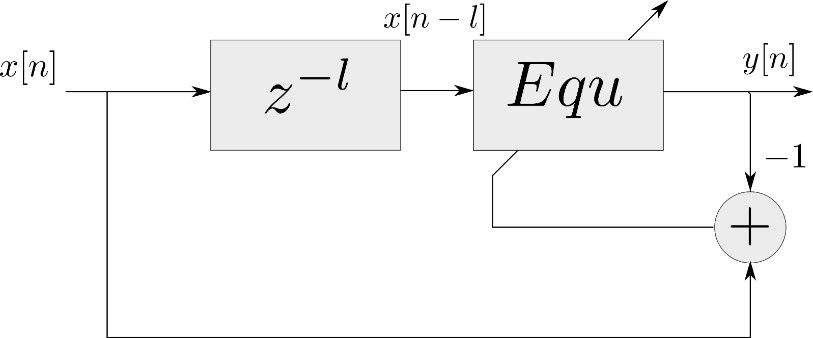 x[n]
z^{-l}
x[n − l]
Equ
y[n]
−1
+